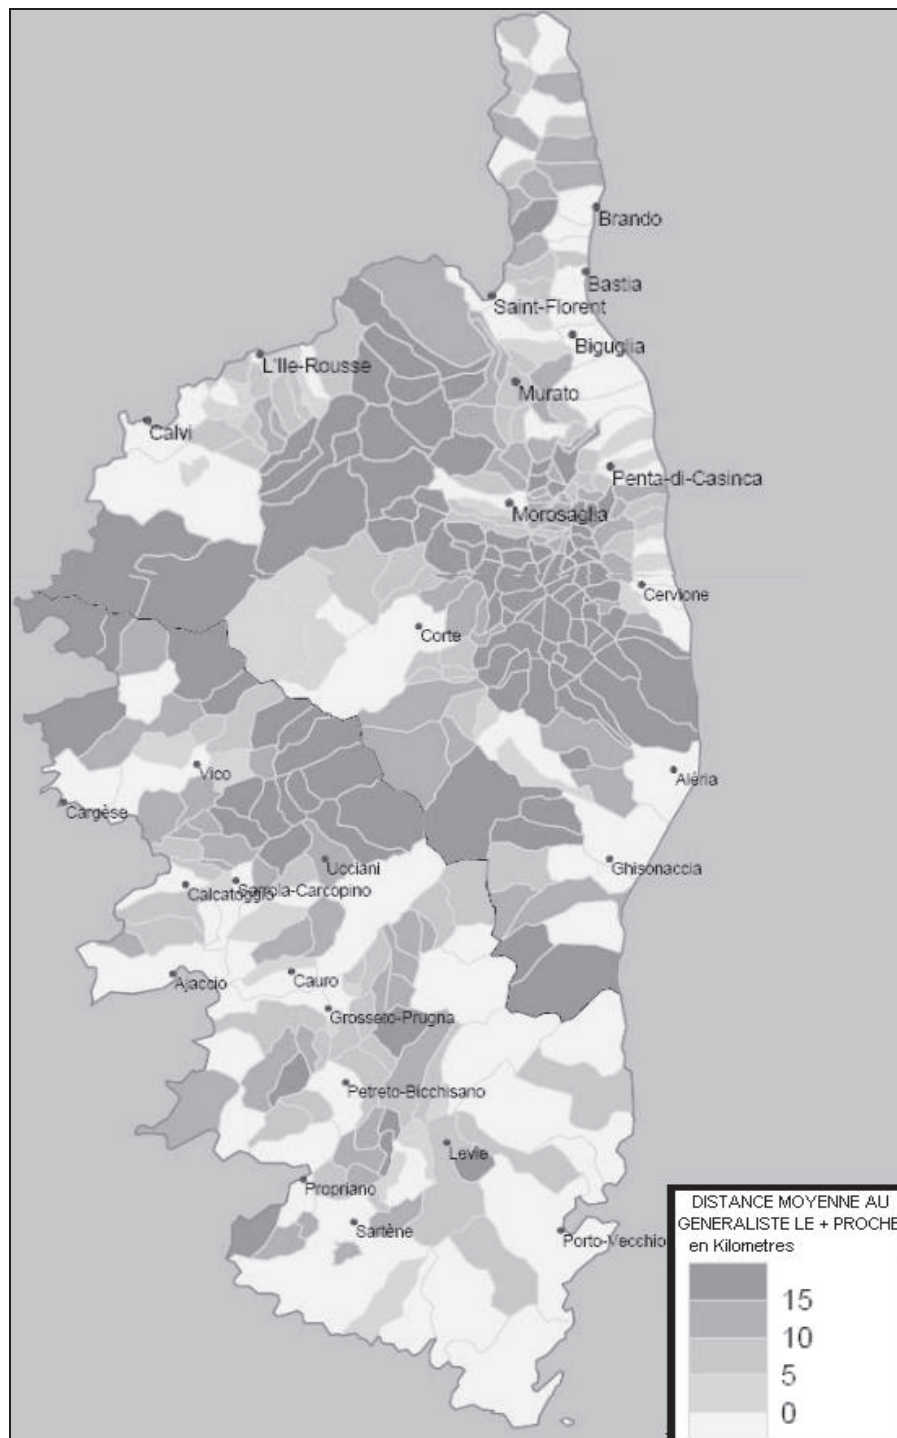 Brando
Bastia
Saint-Florent
Biguglia
L'Ile-Rousse
Murato
Calvi
Penta-di-Casinca
Morosaglia
Cervione
Corte
Vico
Aléria
Cargèse
Ucciani
Ghisonaccia
Sarrola-Carcopino
Calcatoggio
Ajaccio
Cauro
Grosseto-Prugna
Petreto-Bicchisano
Levie
Propriano
Sartène
Porto-Vecchio
DISTANCE MOYENNE AU
GENERALISTE LE + PROCHE
en Kilometres
15
10
5
0